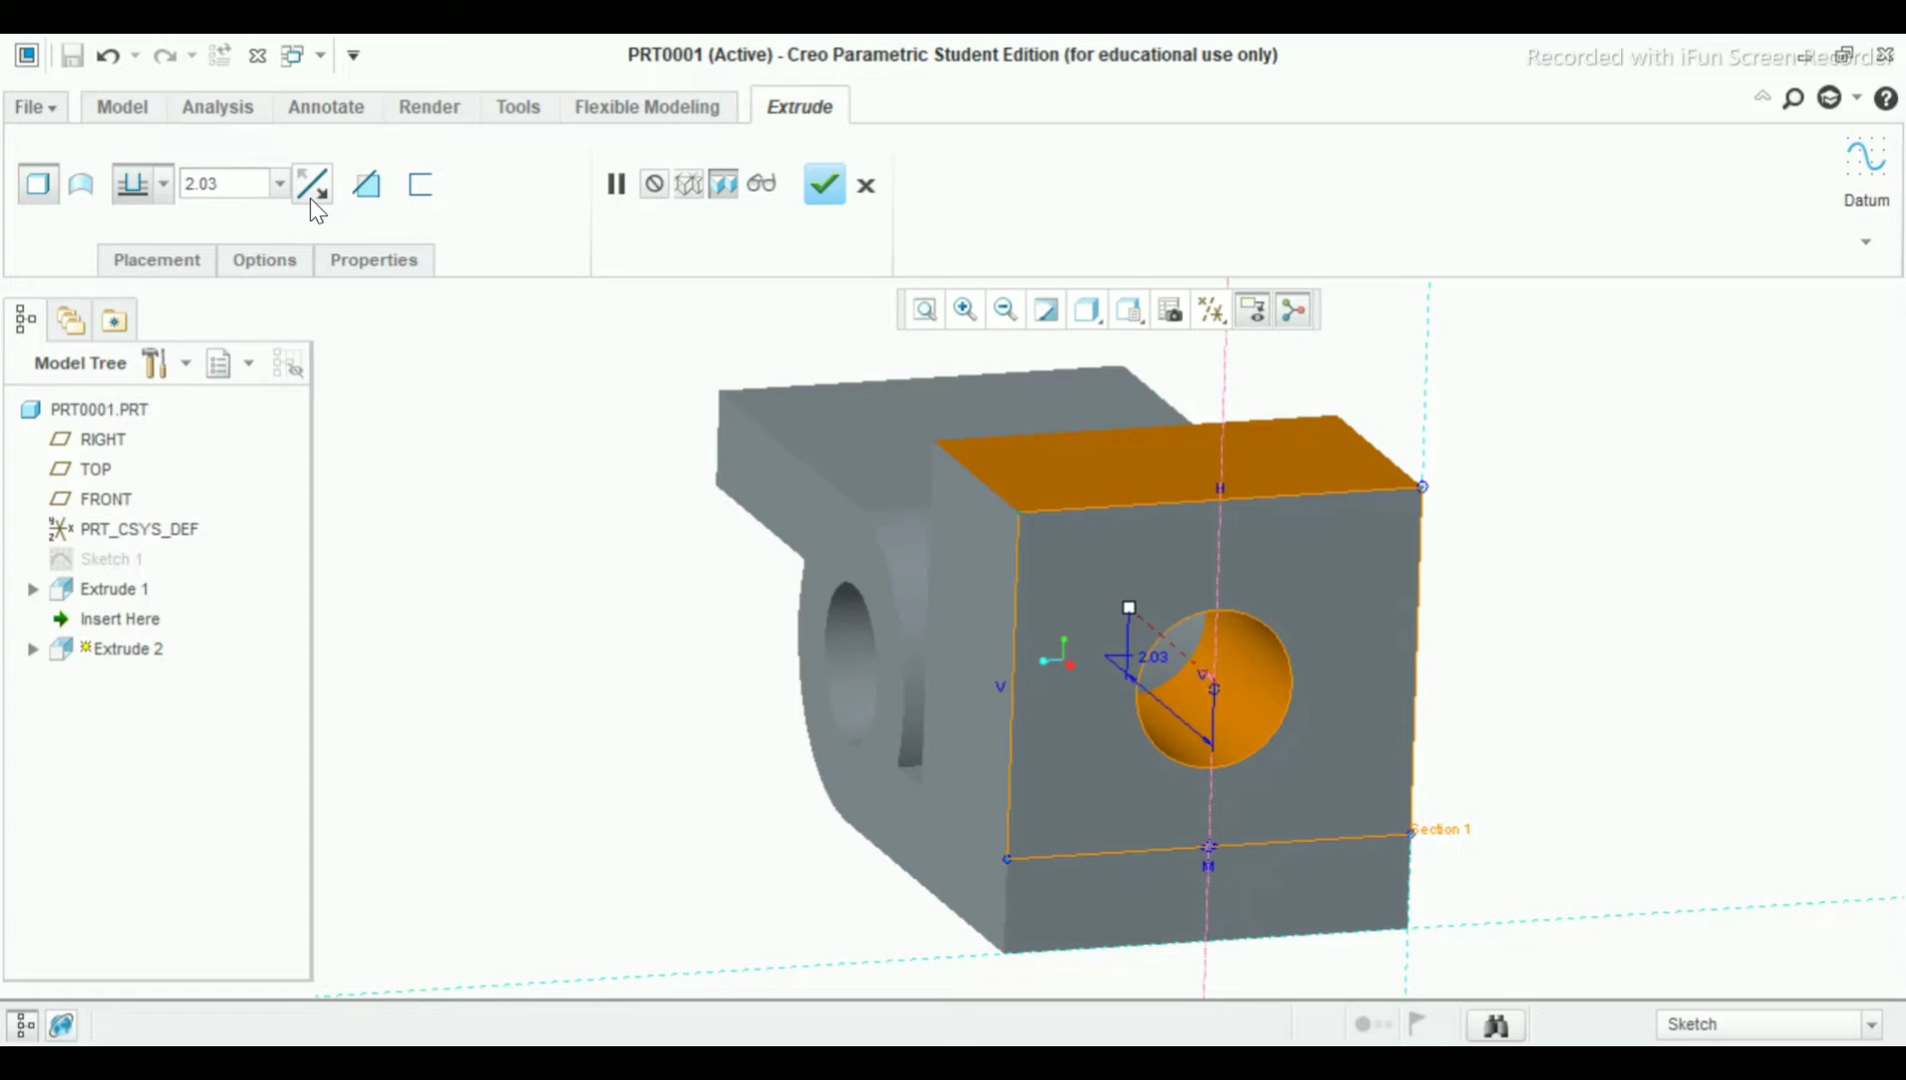 PRT0001 (Active) - Creo Parametric Student Edition (for educational use only)
Recorded with iFun Screen Recorder
File Model Analysis Annotate Render Tools Flexible Modeling Extrude
2.03
Datum
Placement Options Properties
Model Tree
PRT0001.PRT
RIGHT
TOP
FRONT
PRT_CSYS_DEF
Sketch 1
Extrude 1
Insert Here
Extrude 2
H
2.03
V
V
Section 1
M
Sketch